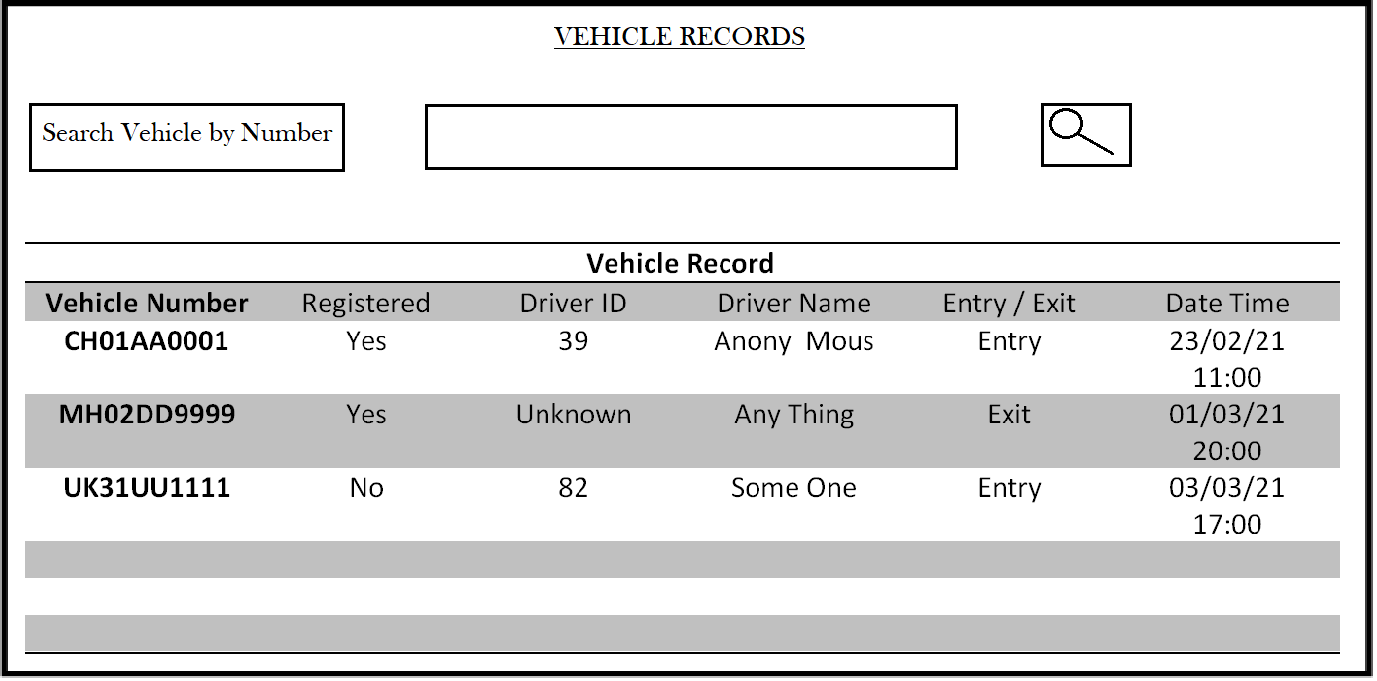 VEHICLE RECORDS
Search Vehicle by Number
Vehicle Record
Vehicle Number Registered Driver ID Driver Name Entry / Exit Date Time
CH01AA0001 Yes 39 Anony  Mous Entry 23/02/21
11:00
MH02DD9999 Yes Unknown Any Thing Exit 01/03/21
20:00
UK31UU1111 No 82 Some One Entry 03/03/21
17:00